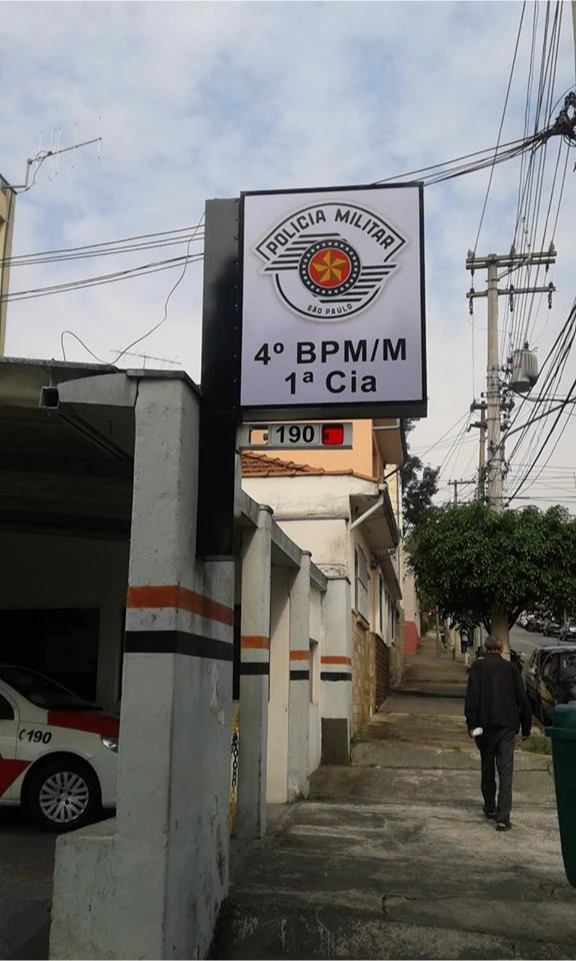 POLICIA MILITAR
SÃO PAULO
4º BPM/M
1ª Cia
190
190